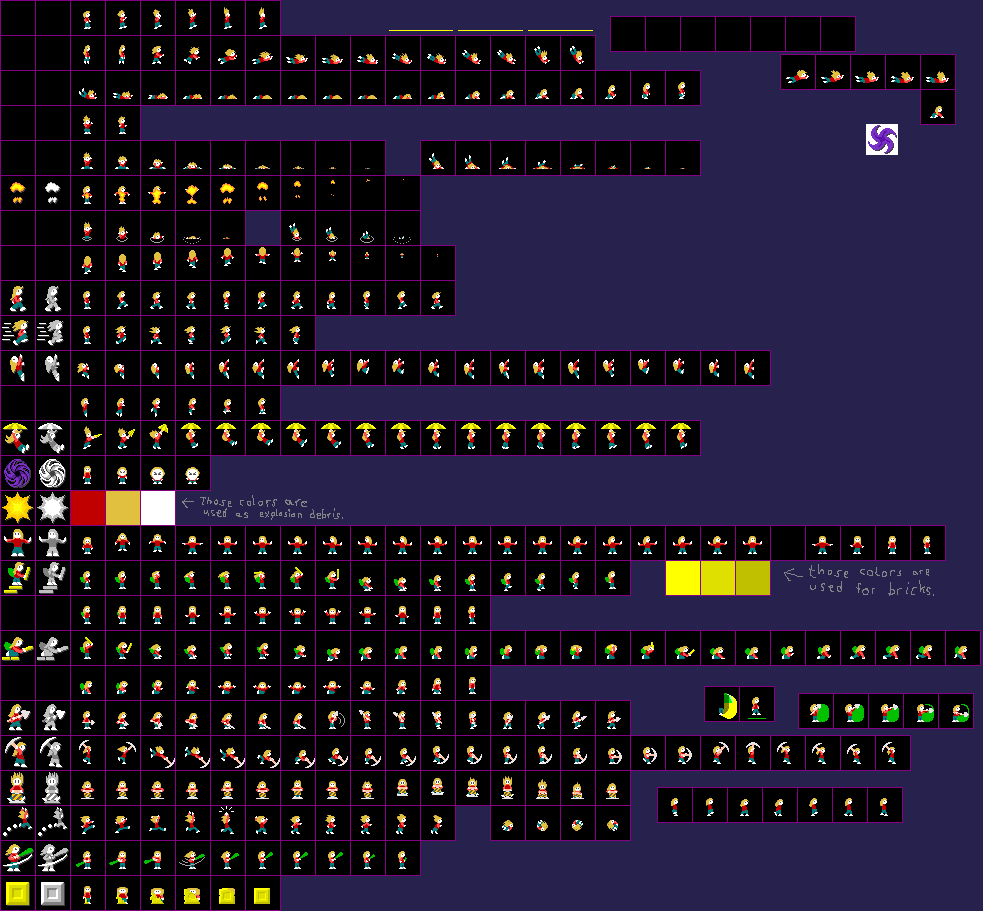 ← Those colors are
used as explosion debris.
← those colors are
used for bricks.